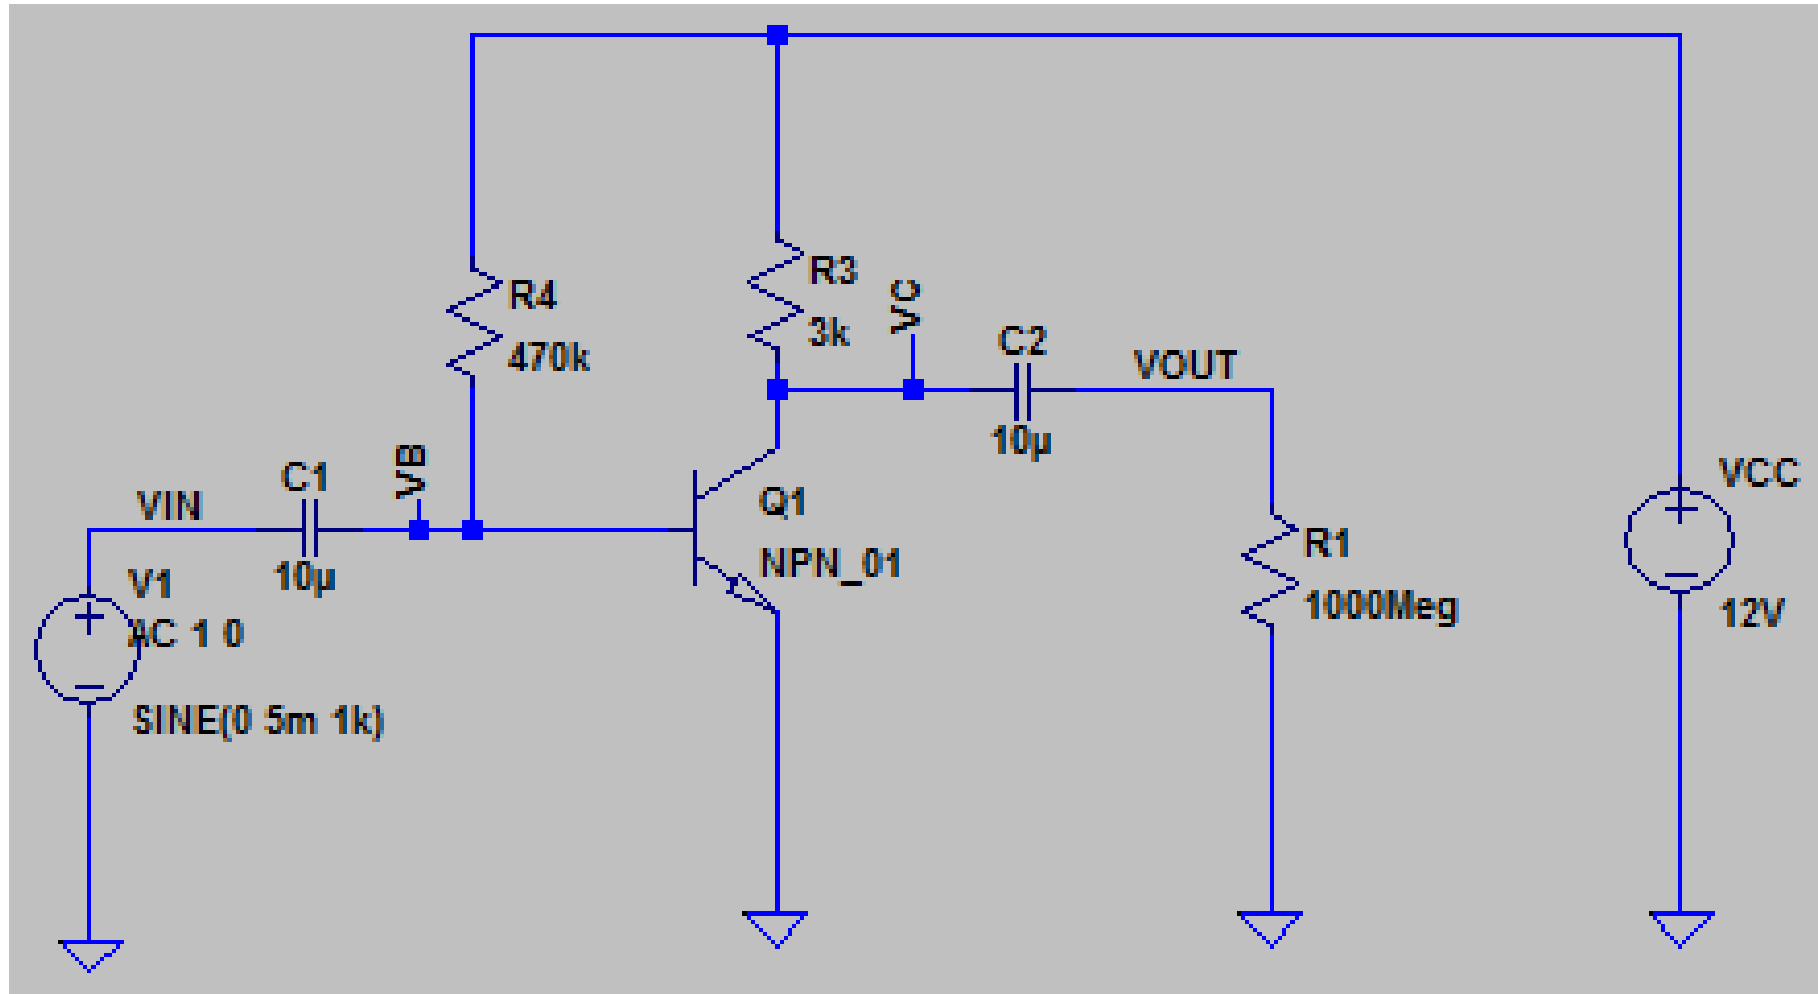 R4
470k
R3
3k
VC
C2
10µ
VOUT
VB
C1
10µ
VIN
V1
AC 1 0
SINE(0 5m 1k)
Q1
NPN_01
R1
1000Meg
VCC
12V